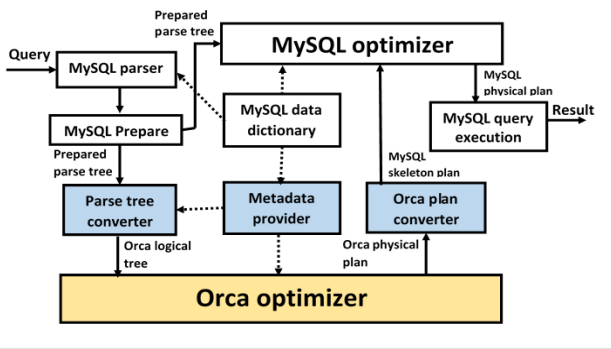 Prepared
parse tree
MySQL optimizer
Query
MySQL parser
MySQL
physical plan
MySQL data
dictionary
MySQL query
execution
Result
MySQL Prepare
Prepared
parse tree
MySQL
skeleton plan
Parse tree
converter
Metadata
provider
Orca plan
converter
Orca logical
tree
Orca physical
plan
Orca optimizer